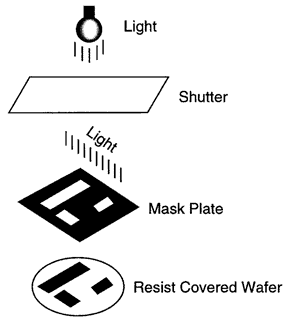 Light
Shutter
Light
Mask Plate
Resist Covered Wafer